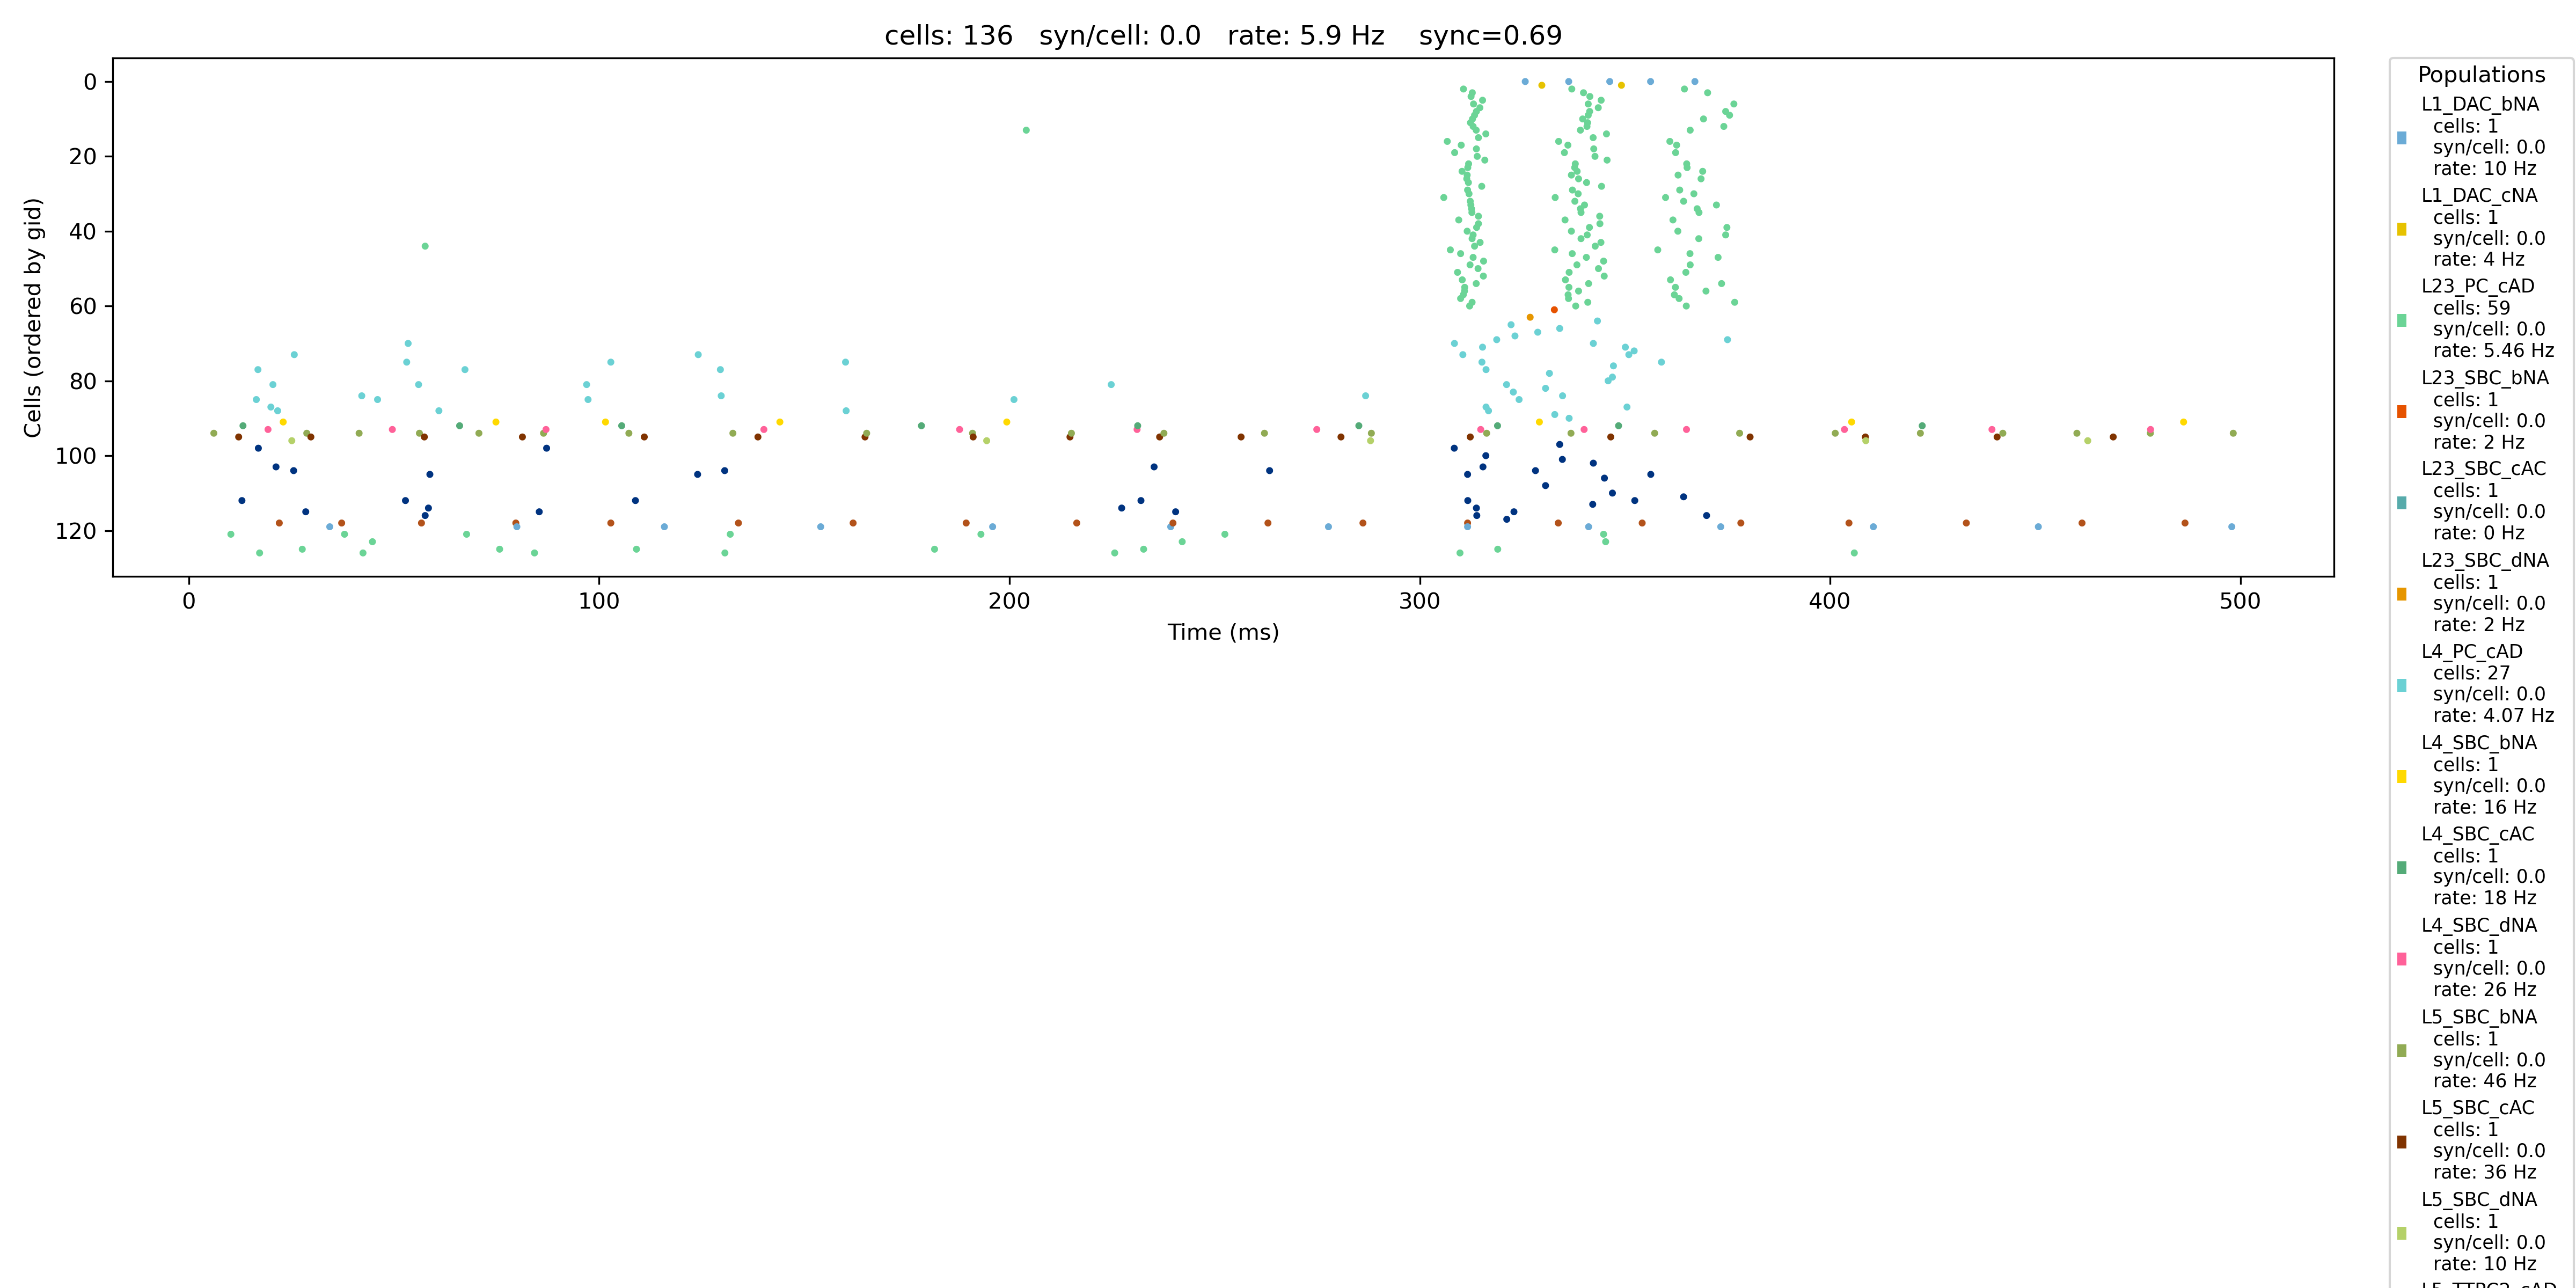 cells: 136   syn/cell: 0.0   rate: 5.9 Hz    sync=0.69
Cells (ordered by gid)
0
20
40
60
80
100
120
0 100 200 300 400 500
Time (ms)
Populations
L1_DAC_bNA
cells: 1
syn/cell: 0.0
rate: 10 Hz
L1_DAC_cNA
cells: 1
syn/cell: 0.0
rate: 4 Hz
L23_PC_cAD
cells: 59
syn/cell: 0.0
rate: 5.46 Hz
L23_SBC_bNA
cells: 1
syn/cell: 0.0
rate: 2 Hz
L23_SBC_cAC
cells: 1
syn/cell: 0.0
rate: 0 Hz
L23_SBC_dNA
cells: 1
syn/cell: 0.0
rate: 2 Hz
L4_PC_cAD
cells: 27
syn/cell: 0.0
rate: 4.07 Hz
L4_SBC_bNA
cells: 1
syn/cell: 0.0
rate: 16 Hz
L4_SBC_cAC
cells: 1
syn/cell: 0.0
rate: 18 Hz
L4_SBC_dNA
cells: 1
syn/cell: 0.0
rate: 26 Hz
L5_SBC_bNA
cells: 1
syn/cell: 0.0
rate: 46 Hz
L5_SBC_cAC
cells: 1
syn/cell: 0.0
rate: 36 Hz
L5_SBC_dNA
cells: 1
syn/cell: 0.0
rate: 10 Hz